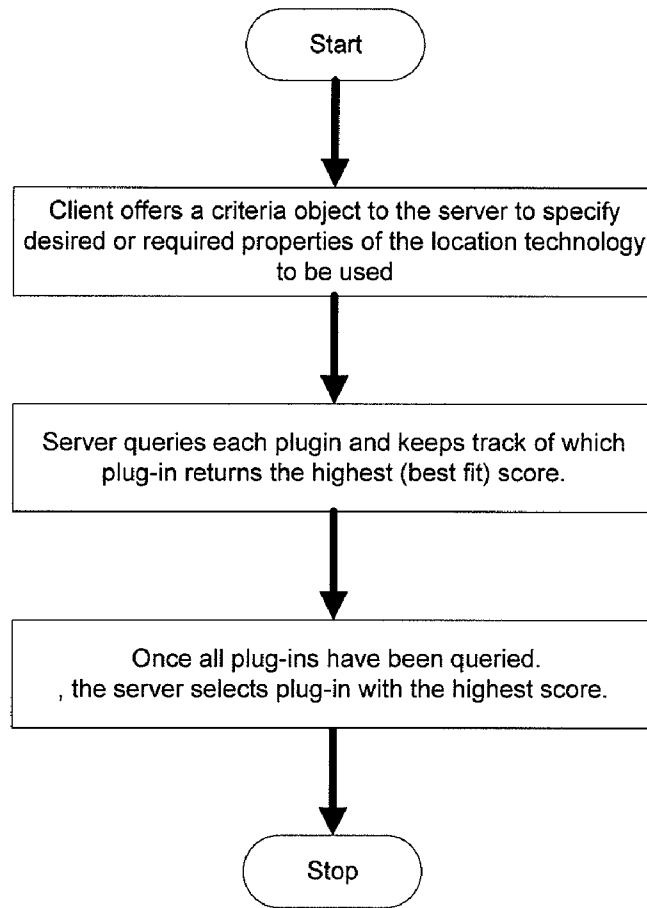 Start
Client offers a criteria object to the server to specify
desired or required properties of the location technology
to be used
Server queries each plugin and keeps track of which
plug-in returns the highest (best fit) score.
Once all plug-ins have been queried.
, the server selects plug-in with the highest score.
Stop